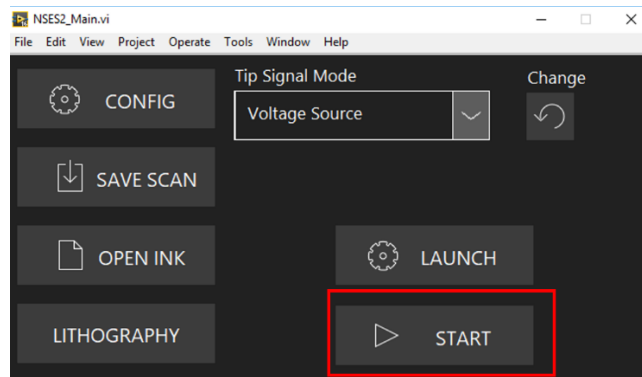 NSES2_Main.vi
File Edit View Project Operate Tools Window Help
Tip Signal Mode
Change
CONFIG
Voltage Source
SAVE SCAN
OPEN INK
LAUNCH
LITHOGRAPHY
START